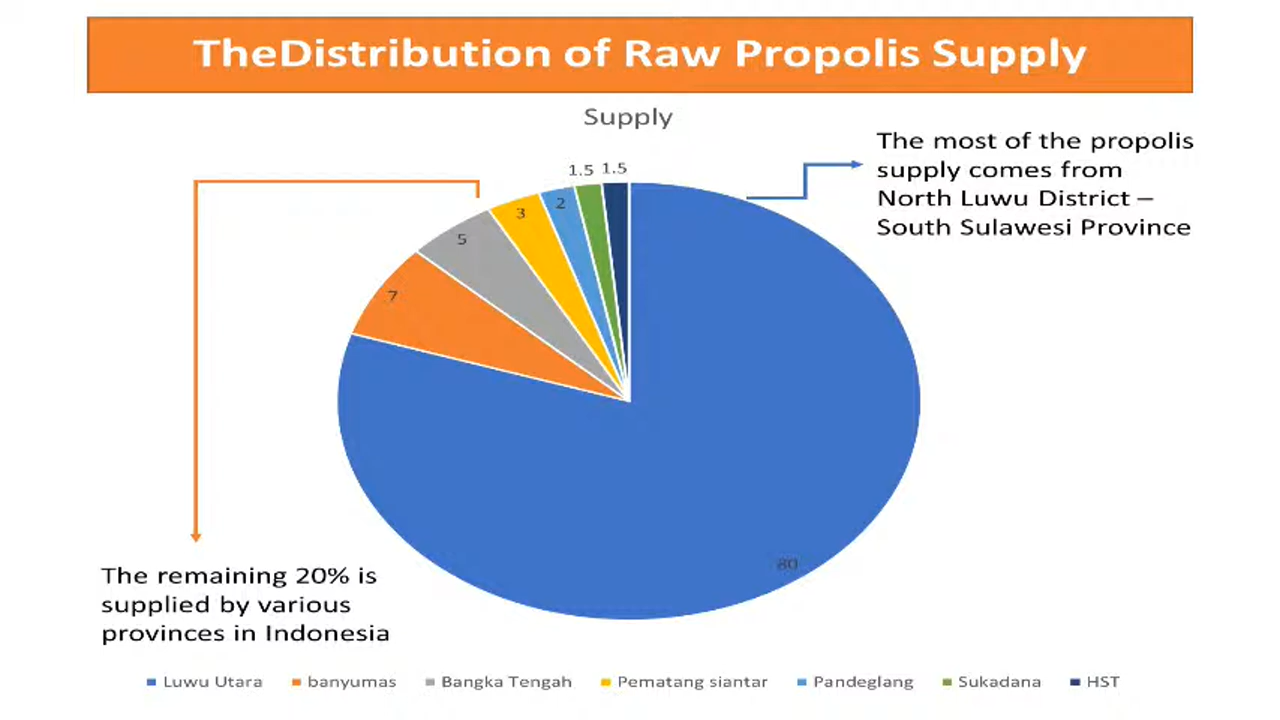 TheDistribution of Raw Propolis Supply
Supply
The most of the propolis
supply comes from
North Luwu District –
South Sulawesi Province
1.5 1.5
2
3
5
7
80
The remaining 20% is
supplied by various
provinces in Indonesia
Luwu Utara banyumas Bangka Tengah Pematang siantar Pandeglang Sukadana HST